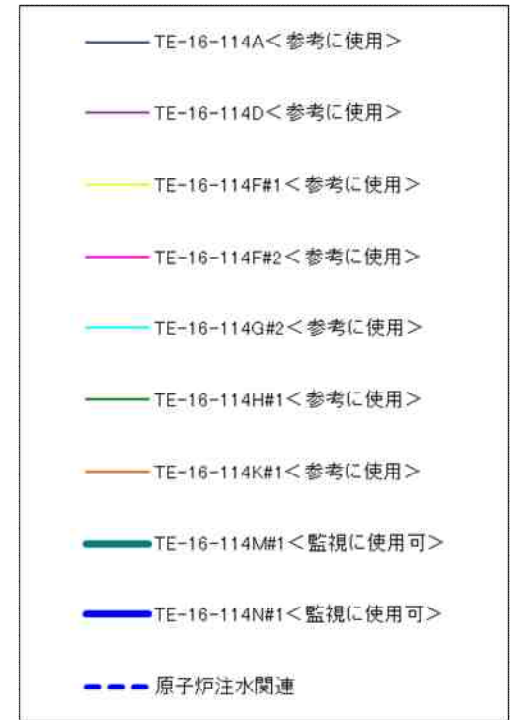 TE-16-114A<参考に使用>
TE-16-114D<参考に使用>
TE-16-114F#1<参考に使用>
TE-16-114F#2<参考に使用>
TE-16-114G#2<参考に使用>
TE-16-114H#1<参考に使用>
TE-16-114K#1<参考に使用>
TE-16-114M#1<監視に使用可>
TE-16-114N#1<監視に使用可>
原子炉注水関連